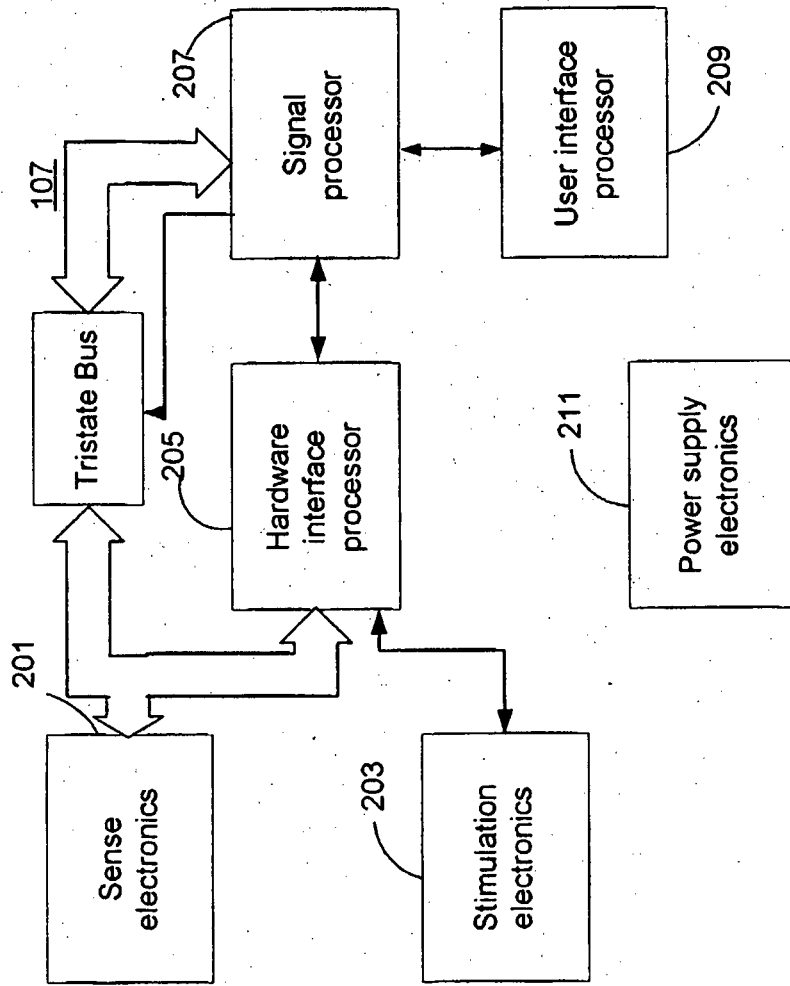 107
201
Sense
electronics
Tristate Bus
207
Signal
processor
205
Hardware
interface
processor
203
Stimulation
electronics
209
User interface
processor
211
Power supply
electronics